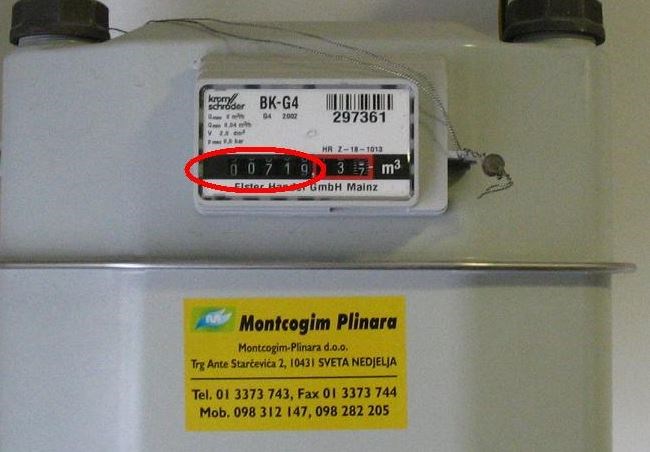 krom
schröder
BK-G4
G4 2002
297361
HR Z-18-1013
00719 3 m³
Elster Handel GmbH Mainz
Montcogim Plinara
Montcogim-Plinara d.o.o.
Trg Ante Starčevića 2, 10431 SVETA NEDJELJA
Tel. 01 3373 743, Fax 01 3373 744
Mob. 098 312 147, 098 282 205